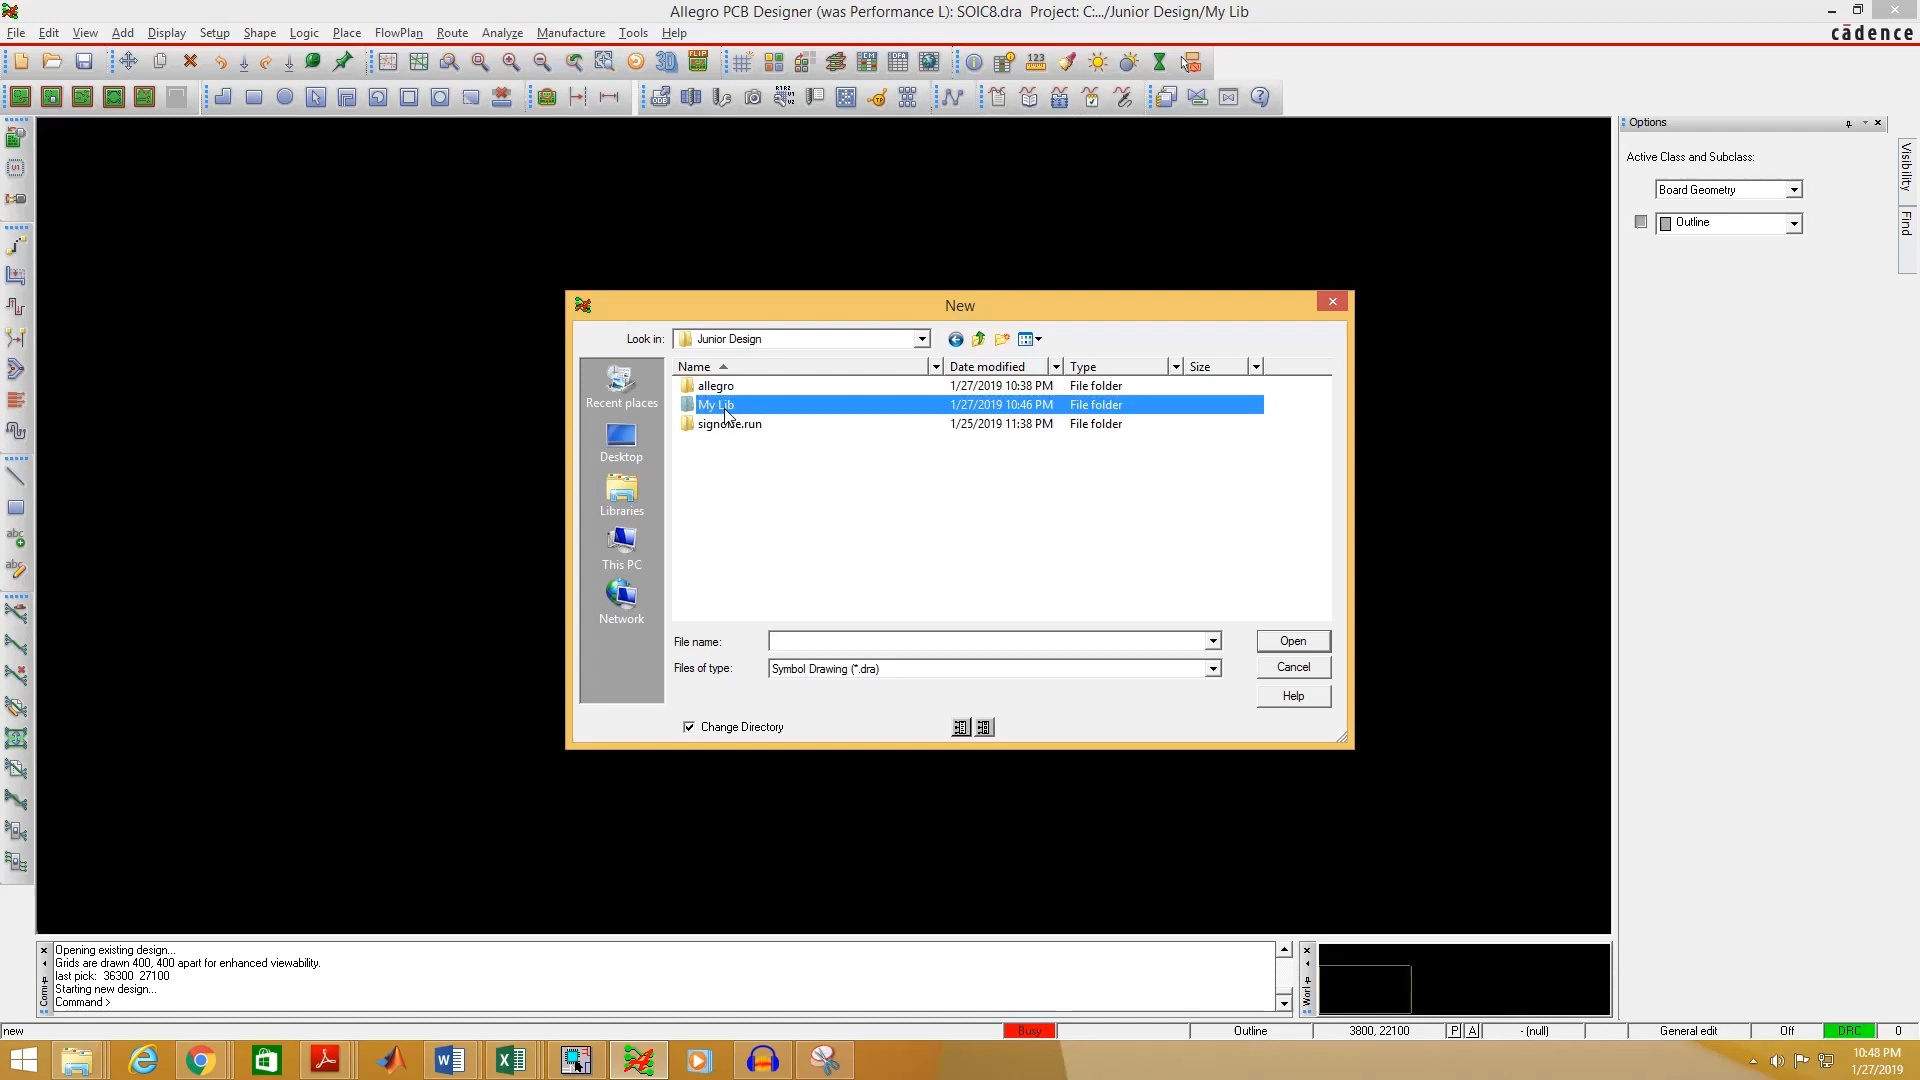 Allegro PCB Designer (was Performance L): SOIC8.dra Project: C:.../Junior Design/My Lib
File Edit View Add Display Setup Shape Logic Place FlowPlan Route Analyze Manufacture Tools Help
cādence
Options
Active Class and Subclass:
Board Geometry
Outline
Visibility
Find
New
Look in: Junior Design
Name Date modified Type Size
allegro 1/27/2019 10:38 PM File folder
My Lib 1/27/2019 10:46 PM File folder
1/25/2019 11:38 PM File folder
Recent places
Desktop
Libraries
This PC
Network
File name: Open
Files of type: Symbol Drawing (*.dra) Cancel
Help
Change Directory
Opening existing design...
Grids are drawn 400, 400 apart for enhanced viewability.
last pick: 36300 27100
Starting new design...
Command >
new Busy Outline 3800, 22100 P A - (null) General edit Off DRC 0
10:48 PM
1/27/2019